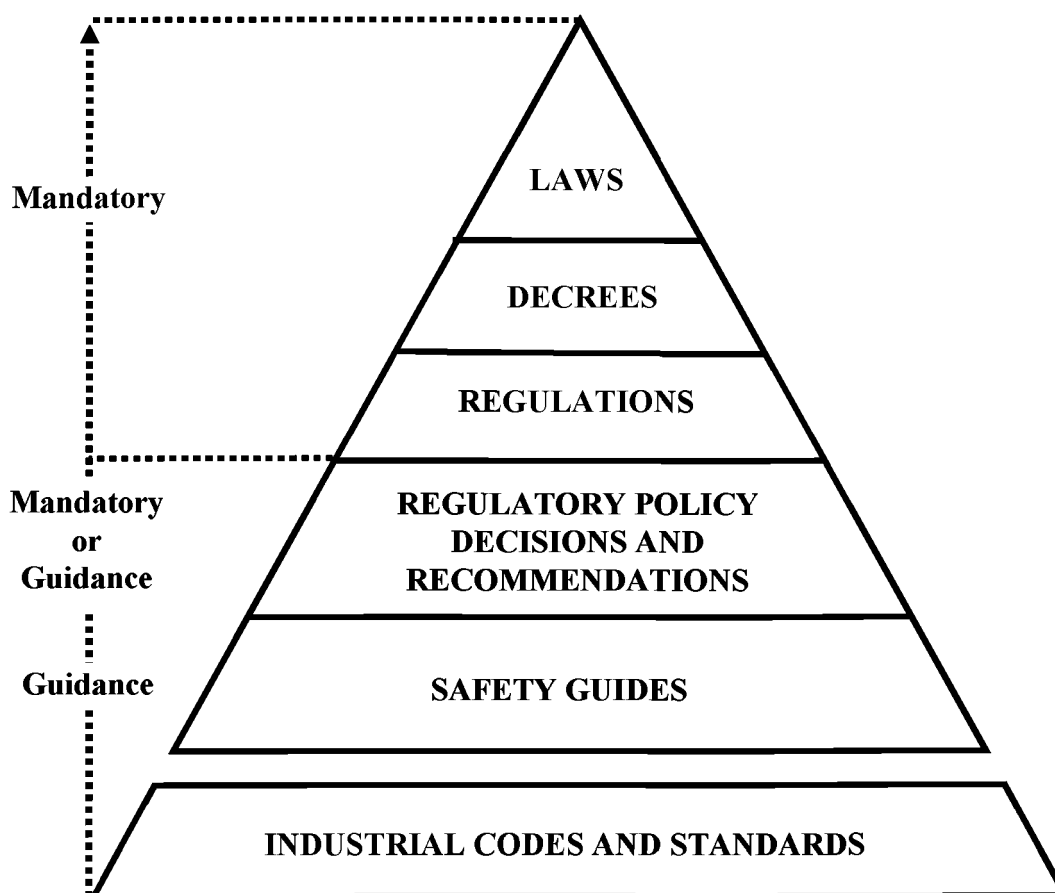 LAWS
Mandatory
DECREES
REGULATIONS
Mandatory
or
Guidance
REGULATORY POLICY
DECISIONS AND
RECOMMENDATIONS
Guidance
SAFETY GUIDES
INDUSTRIAL CODES AND STANDARDS